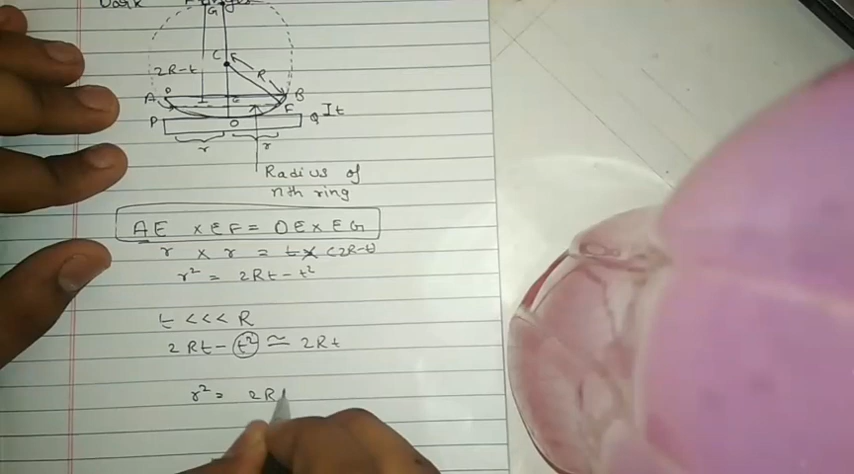 Dark
G
C
2R-t
R
A
B
E
F
P
O
Q
It
r
r
Radius of
nth ring
AE × EF = OE × EG
r × r = t × (2R-t)
r² = 2Rt - t²
t <<< R
2Rt - t² ≅ 2Rt
r² = 2R